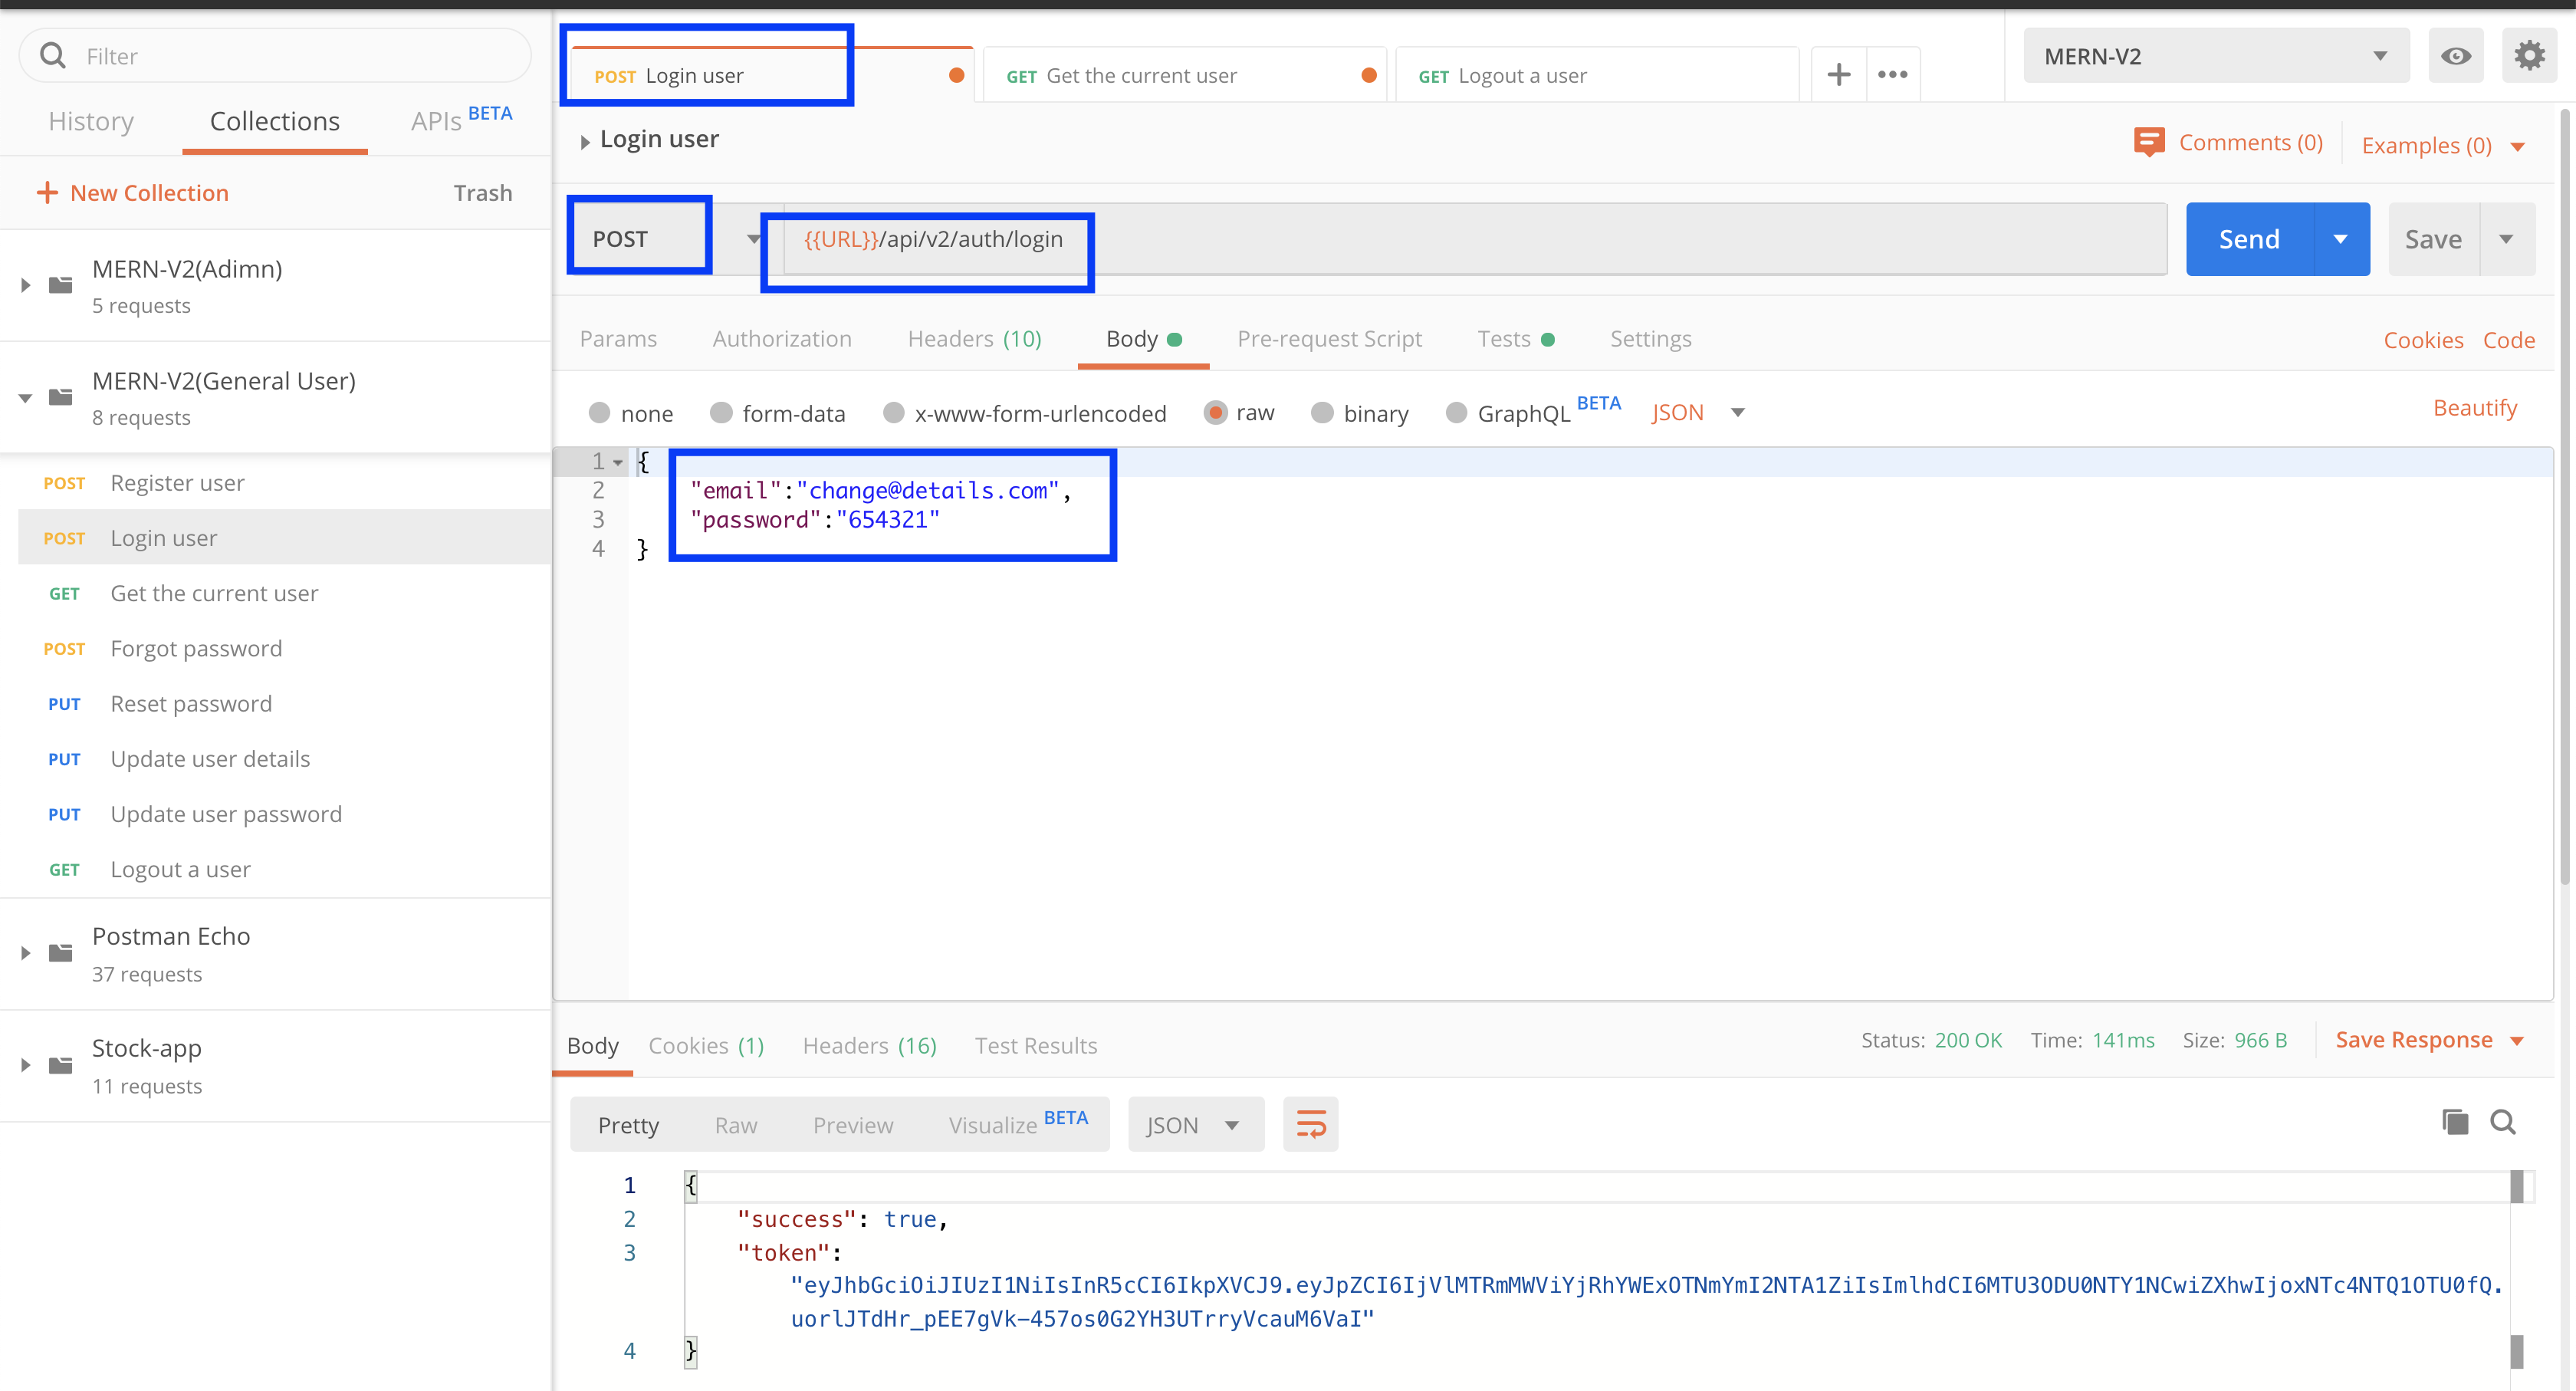 Filter
History Collections APIs BETA
+ New Collection Trash
MERN-V2(Adimn)
5 requests
MERN-V2(General User)
8 requests
POST Register user
POST Login user
GET Get the current user
POST Forgot password
PUT Reset password
PUT Update user details
PUT Update user password
GET Logout a user
Postman Echo
37 requests
Stock-app
11 requests
POST Login user GET Get the current user GET Logout a user + ••• MERN-V2
Login user Comments (0) Examples (0)
POST {{URL}}/api/v2/auth/login Send Save
Params Authorization Headers (10) Body Pre-request Script Tests Settings Cookies Code
none form-data x-www-form-urlencoded raw binary GraphQL BETA JSON Beautify
1 {
2 "email":"change@details.com",
3 "password":"654321"
4 }
Body Cookies (1) Headers (16) Test Results Status: 200 OK Time: 141ms Size: 966 B Save Response
Pretty Raw Preview Visualize BETA JSON
1 {
2 "success": true,
3 "token":
"eyJhbGciOiJIUzI1NiIsInR5cCI6IkpXVCJ9.eyJpZCI6IjVlMTRmMWViYjRhYWExOTNmYmI2NTA1ZiIsImlhdCI6MTU3ODU0NTY1NCwiZXhwIjoxNTc4NTQ1OTU0fQ.
uorlJTdHr_pEE7gVk-457os0G2YH3UTrryVcauM6VaI"
4 }